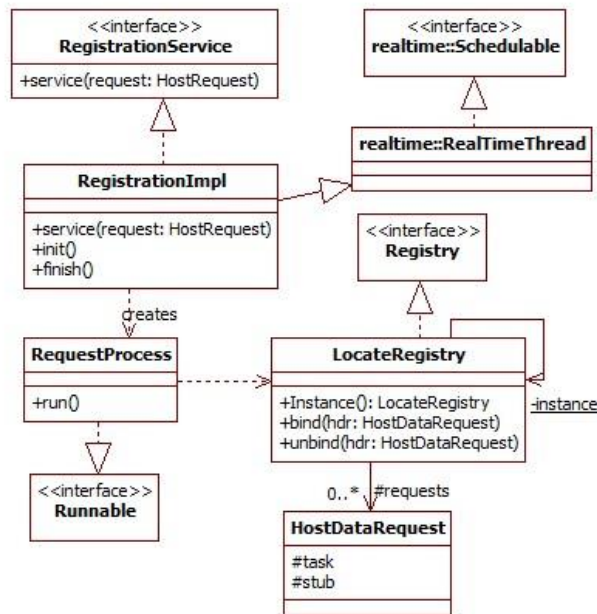 <<interface>>
RegistrationService
+service(request: HostRequest)
<<interface>>
realtime::Schedulable
realtime::RealTimeThread
RegistrationImpl
+service(request: HostRequest)
+init()
+finish()
<<interface>>
Registry
creates
RequestProcess
+run()
LocateRegistry
+Instance(): LocateRegistry
+bind(hdr: HostDataRequest)
+unbind(hdr: HostDataRequest)
-instance
<<interface>>
Runnable
0..* #requests
HostDataRequest
#task
#stub